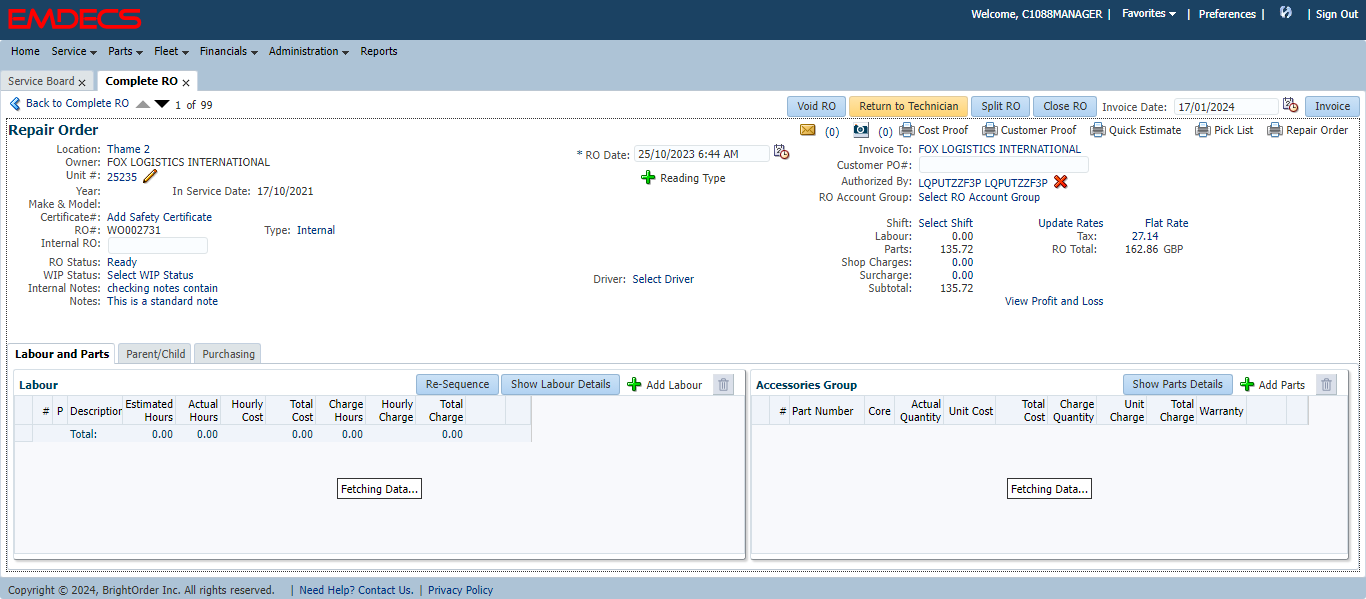 EMDECS
Welcome, C1088MANAGER | Favorites | Preferences | | Sign Out
Home Service Parts Fleet Financials Administration Reports
Service Board x Complete RO x
Back to Complete RO 1 of 99 Void RO Return to Technician Split RO Close RO Invoice Date: 17/01/2024 Invoice
Repair Order (0) (0) Cost Proof Customer Proof Quick Estimate Pick List Repair Order
Location: Thame 2 * RO Date: 25/10/2023 6:44 AM Invoice To: FOX LOGISTICS INTERNATIONAL
Owner: FOX LOGISTICS INTERNATIONAL Customer PO#:
Unit #: 25235 Reading Type Authorized By: LQPUTZZF3P LQPUTZZF3P
Year: In Service Date: 17/10/2021 RO Account Group: Select RO Account Group
Make & Model:
Certificate#: Add Safety Certificate Shift: Select Shift Update Rates Flat Rate
RO#: WO002731 Type: Internal Labour: 0.00 Tax: 27.14
Internal RO: Parts: 135.72 RO Total: 162.86 GBP
RO Status: Ready Shop Charges: 0.00
WIP Status: Select WIP Status Driver: Select Driver Surcharge: 0.00
Internal Notes: checking notes contain Subtotal: 135.72
Notes: This is a standard note View Profit and Loss
Labour and Parts Parent/Child Purchasing
Labour Re-Sequence Show Labour Details Add Labour
# P Description Estimated Hours Actual Hours Hourly Cost Total Cost Charge Hours Hourly Charge Total Charge
Total: 0.00 0.00 0.00 0.00 0.00
Fetching Data...
Accessories Group Show Parts Details Add Parts
# Part Number Core Actual Quantity Unit Cost Total Cost Charge Quantity Unit Charge Total Charge Warranty
Fetching Data...
Copyright © 2024, BrightOrder Inc. All rights reserved. | Need Help? Contact Us. | Privacy Policy